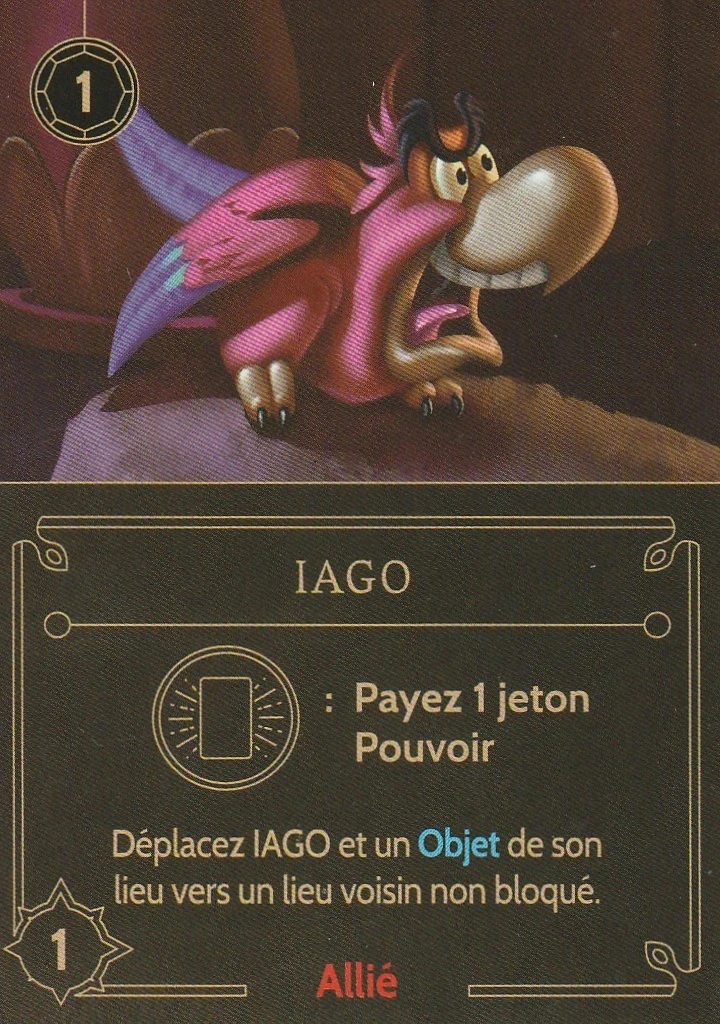 1
IAGO
: Payez 1 jeton
Pouvoir
Déplacez IAGO et un Objet de son
lieu vers un lieu voisin non bloqué.
1
Allié